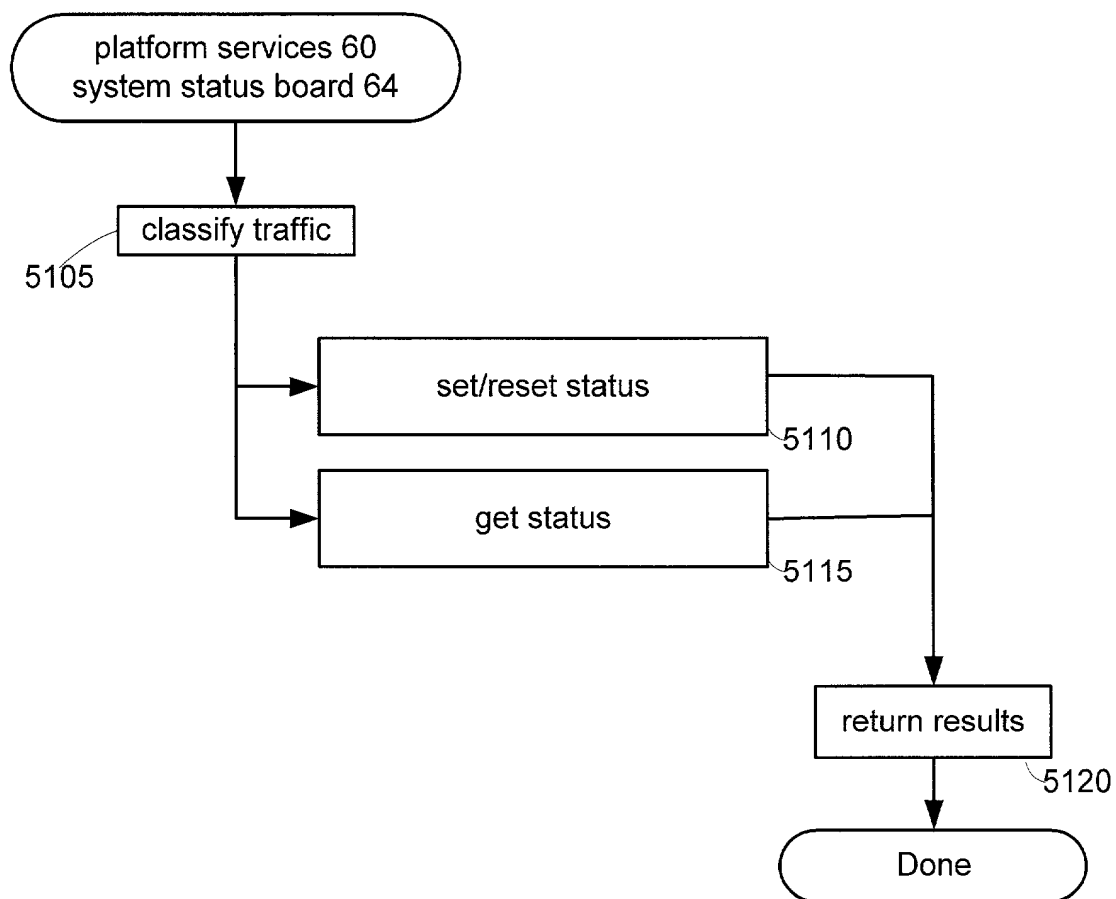 platform services 60
system status board 64
classify traffic
5105
set/reset status
5110
get status
5115
return results
5120
Done